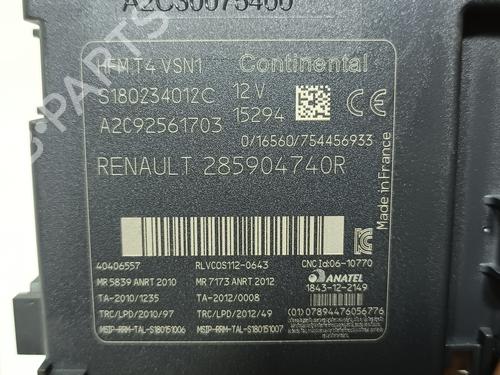 A2C30075400
HFM T4 VSN1 Continental
S180234012C 12 V
A2C92561703 15294
0/16560/754456933
RENAULT 285904740R
Made in France
40406557 RLVCOS112-0643 CNC Id:06-10770
MR 5839 ANRT 2010 MR 7173 ANRT 2012 ANATEL
TA-2010/1235 TA-2012/0008 1843-12-2149
TRC/LPD/2010/97 TRC/LPD/2012/49 (01) 07894476056776
MSIP-RRM-TAL-S180151006 MSIP-RRM-TAL-S180151007